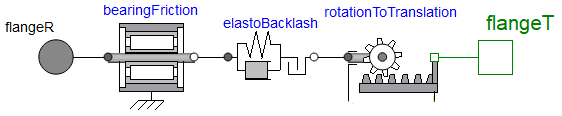 flangeR
bearingFriction
elastoBacklash
rotationToTranslation
flangeT